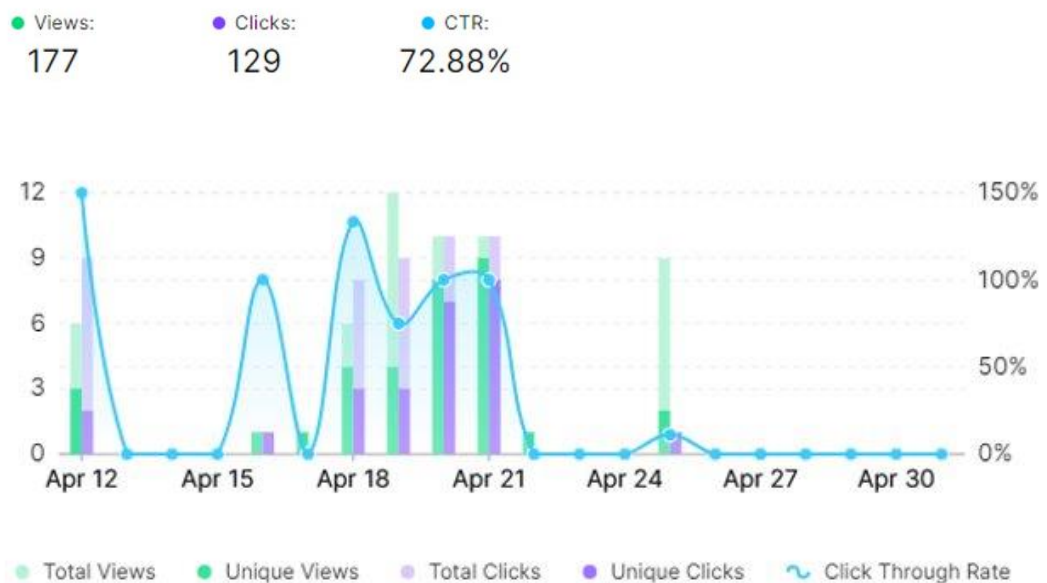 Views: Clicks: CTR:
177 129 72.88%
12 150%
9 100%
6 50%
3
0 0%
Apr 12 Apr 15 Apr 18 Apr 21 Apr 24 Apr 27 Apr 30
Total Views Unique Views Total Clicks Unique Clicks Click Through Rate